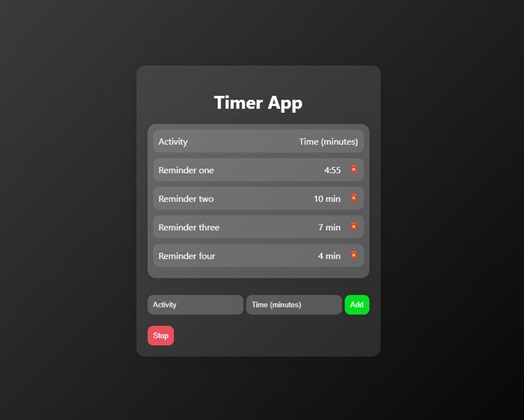 Timer App
Activity Time (minutes)
Reminder one 4:55
Reminder two 10 min
Reminder three 7 min
Reminder four 4 min
Activity Time (minutes) Add
Stop